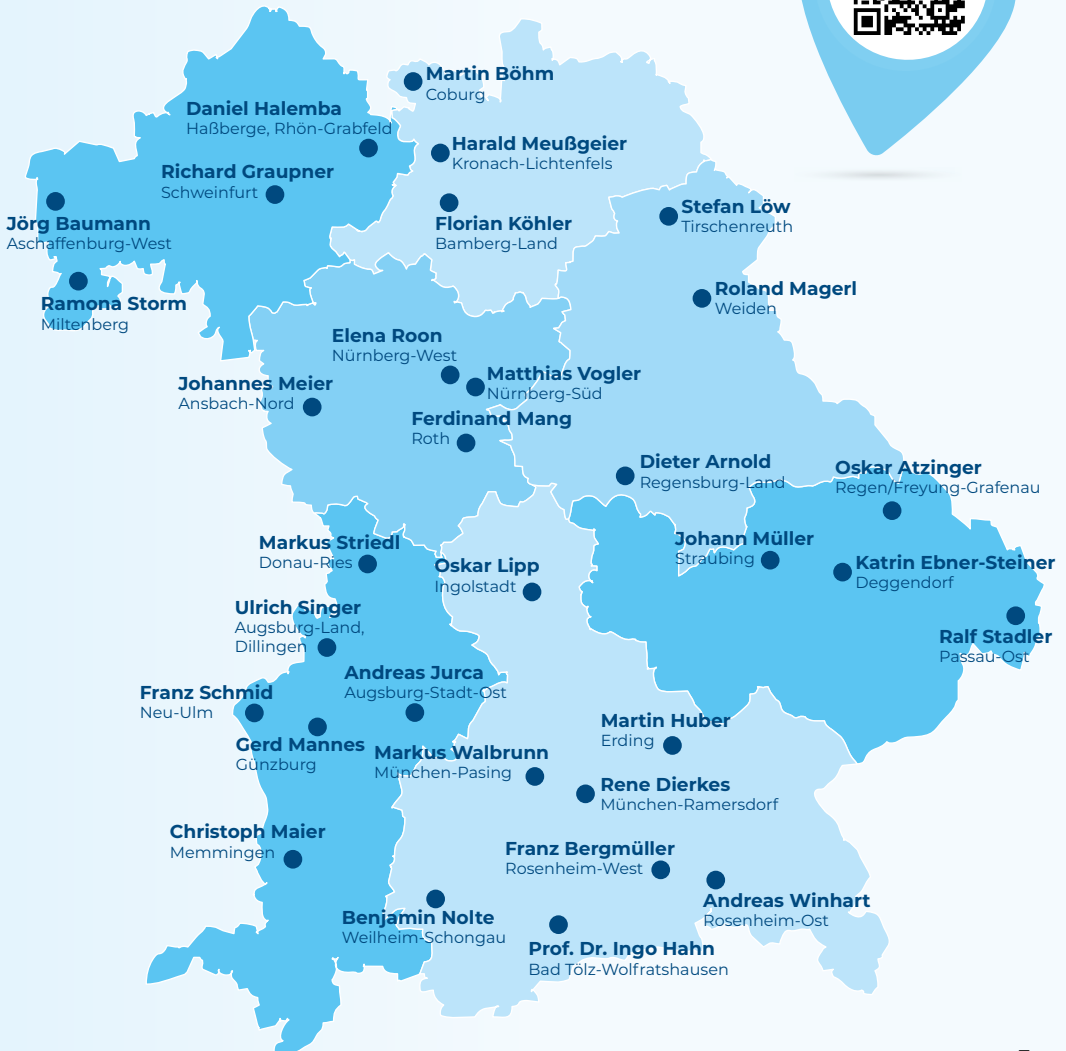 Martin Böhm
Coburg
Daniel Halemba
Haßberge, Rhön-Grabfeld
Harald Meußgeier
Kronach-Lichtenfels
Richard Graupner
Schweinfurt
Jörg Baumann
Aschaffenburg-West
Florian Köhler
Bamberg-Land
Stefan Löw
Tirschenreuth
Ramona Storm
Miltenberg
Roland Magerl
Weiden
Elena Roon
Nürnberg-West
Johannes Meier
Ansbach-Nord
Matthias Vogler
Nürnberg-Süd
Ferdinand Mang
Roth
Dieter Arnold
Regensburg-Land
Oskar Atzinger
Regen/Freyung-Grafenau
Markus Striedl
Donau-Ries
Oskar Lipp
Ingolstadt
Johann Müller
Straubing
Katrin Ebner-Steiner
Deggendorf
Ulrich Singer
Augsburg-Land,
Dillingen
Ralf Stadler
Passau-Ost
Andreas Jurca
Augsburg-Stadt-Ost
Franz Schmid
Neu-Ulm
Martin Huber
Erding
Gerd Mannes
Günzburg
Markus Walbrunn
München-Pasing
Rene Dierkes
München-Ramersdorf
Christoph Maier
Memmingen
Franz Bergmüller
Rosenheim-West
Andreas Winhart
Rosenheim-Ost
Benjamin Nolte
Weilheim-Schongau
Prof. Dr. Ingo Hahn
Bad Tölz-Wolfratshausen